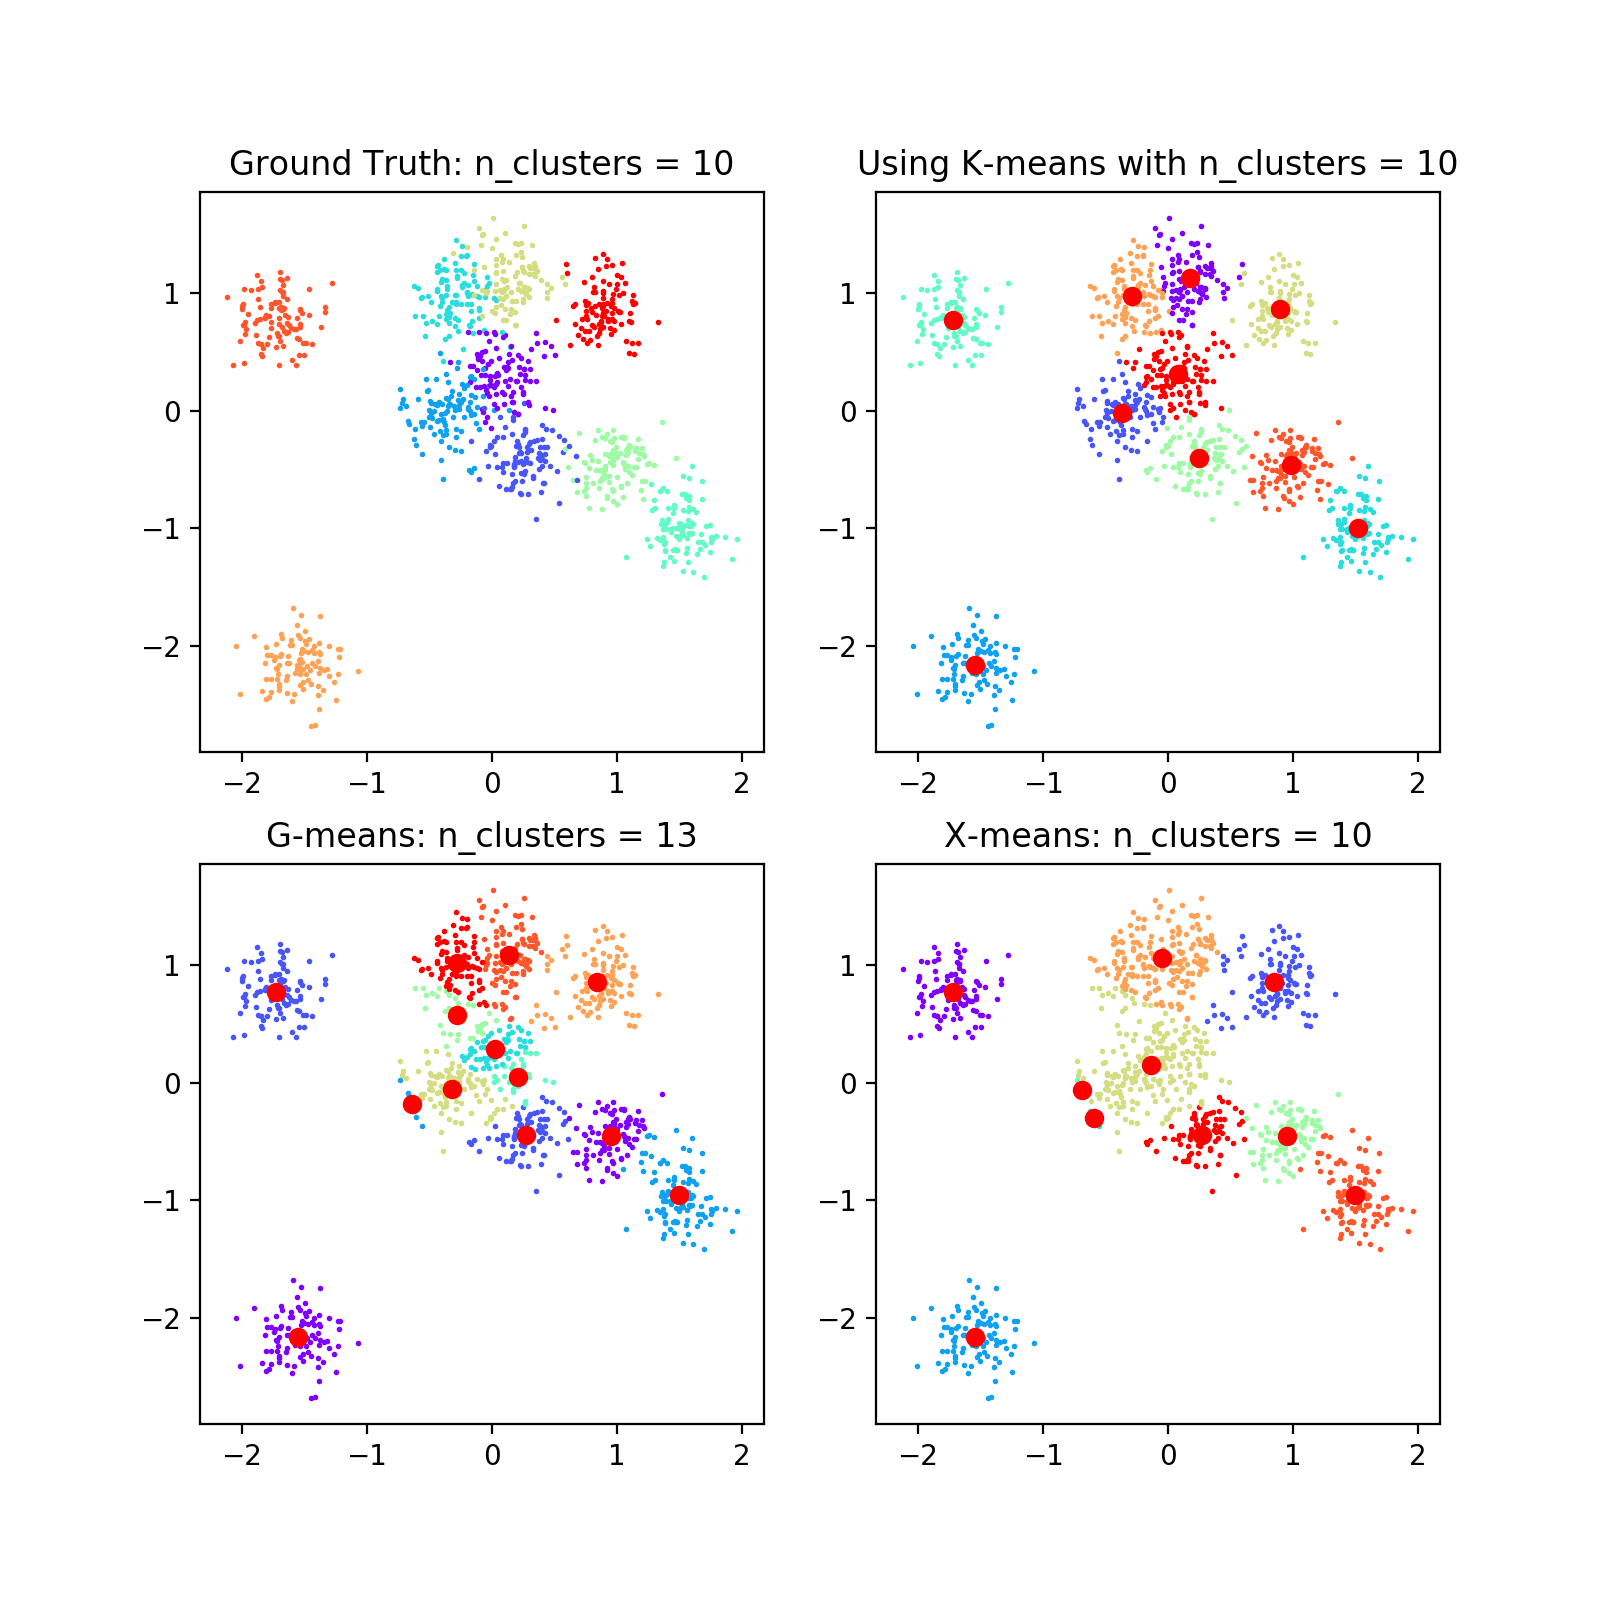 Ground Truth: n_clusters = 10
1
0
−1
−2
−2 −1 0 1 2
Using K-means with n_clusters = 10
1
0
−1
−2
−2 −1 0 1 2
G-means: n_clusters = 13
1
0
−1
−2
−2 −1 0 1 2
X-means: n_clusters = 10
1
0
−1
−2
−2 −1 0 1 2